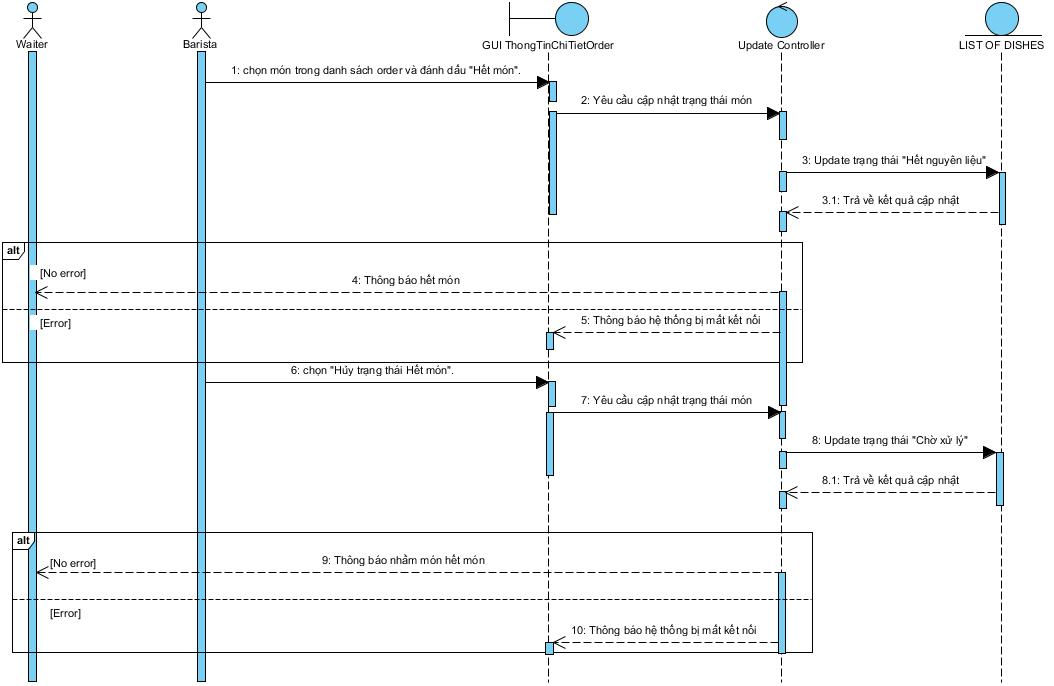 Waiter
Barista
GUI ThongTinChiTietOrder
Update Controller
LIST OF DISHES
1: chọn món trong danh sách order và đánh dấu "Hết món".
2: Yêu cầu cập nhật trạng thái món
3: Update trạng thái "Hết nguyên liệu"
3.1: Trả về kết quả cập nhật
alt
[No error]
4: Thông báo hết món
[Error]
5: Thông báo hệ thống bị mất kết nối
6: chọn "Hủy trạng thái Hết món".
7: Yêu cầu cập nhật trạng thái món
8: Update trạng thái "Chờ xử lý"
8.1: Trả về kết quả cập nhật
alt
[No error]
9: Thông báo nhầm món hết món
[Error]
10: Thông báo hệ thống bị mất kết nối